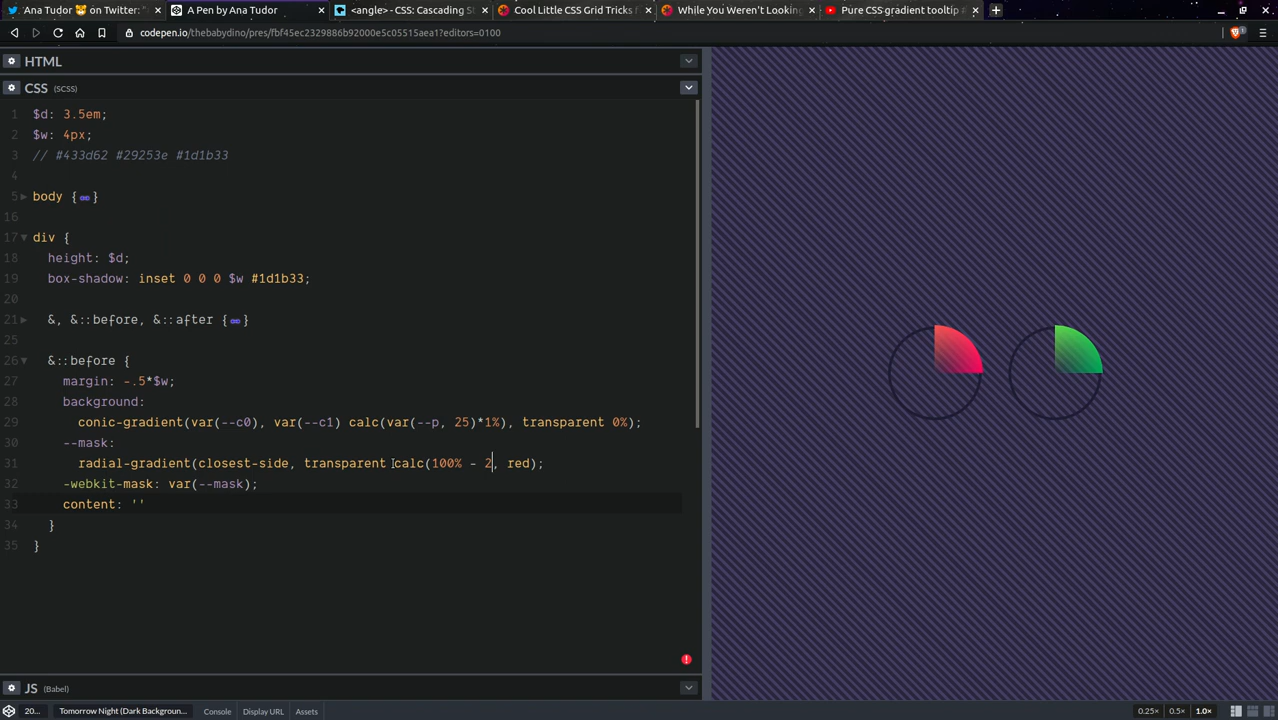 Ana Tudor 🐯 on Twitter: "
A Pen by Ana Tudor
<angle> - CSS: Cascading St
Cool Little CSS Grid Tricks f
While You Weren't Looking
Pure CSS gradient tooltip #
codepen.io/thebabydino/pres/fbf45ec2329886b92000e5c05515aea1?editors=0100
1
HTML
CSS (SCSS)
1 $d: 3.5em;
2 $w: 4px;
3 // #433d62 #29253e #1d1b33
4
5 body {}
16
17 div {
18 height: $d;
19 box-shadow: inset 0 0 0 $w #1d1b33;
20
21 &, &::before, &::after {}
25
26 &::before {
27 margin: -.5*$w;
28 background:
29 conic-gradient(var(--c0), var(--c1) calc(var(--p, 25)*1%), transparent 0%);
30 --mask:
31 radial-gradient(closest-side, transparent calc(100% - 2, red);
32 -webkit-mask: var(--mask);
33 content: ''
34 }
35 }
JS (Babel)
20...
Tomorrow Night (Dark Backgroun...
Console
Display URL
Assets
0.25×
0.5×
1.0×